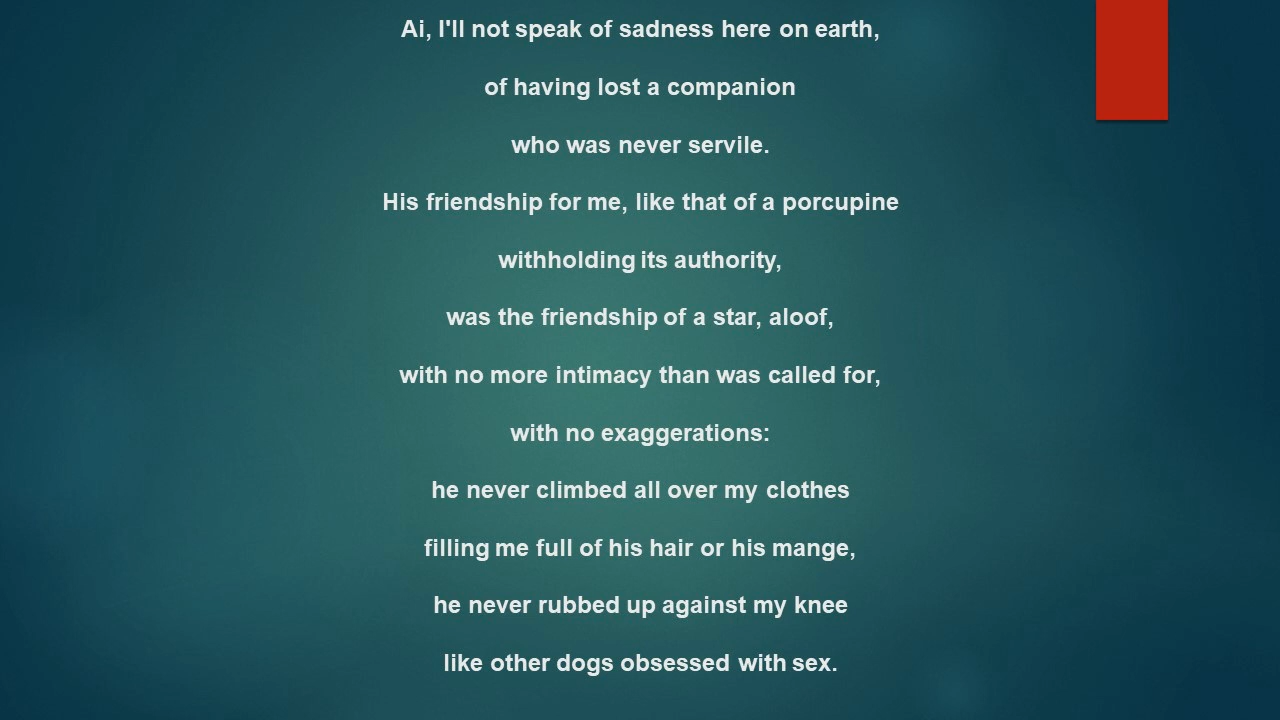 Ai, I'll not speak of sadness here on earth,
of having lost a companion
who was never servile.
His friendship for me, like that of a porcupine
withholding its authority,
was the friendship of a star, aloof,
with no more intimacy than was called for,
with no exaggerations:
he never climbed all over my clothes
filling me full of his hair or his mange,
he never rubbed up against my knee
like other dogs obsessed with sex.